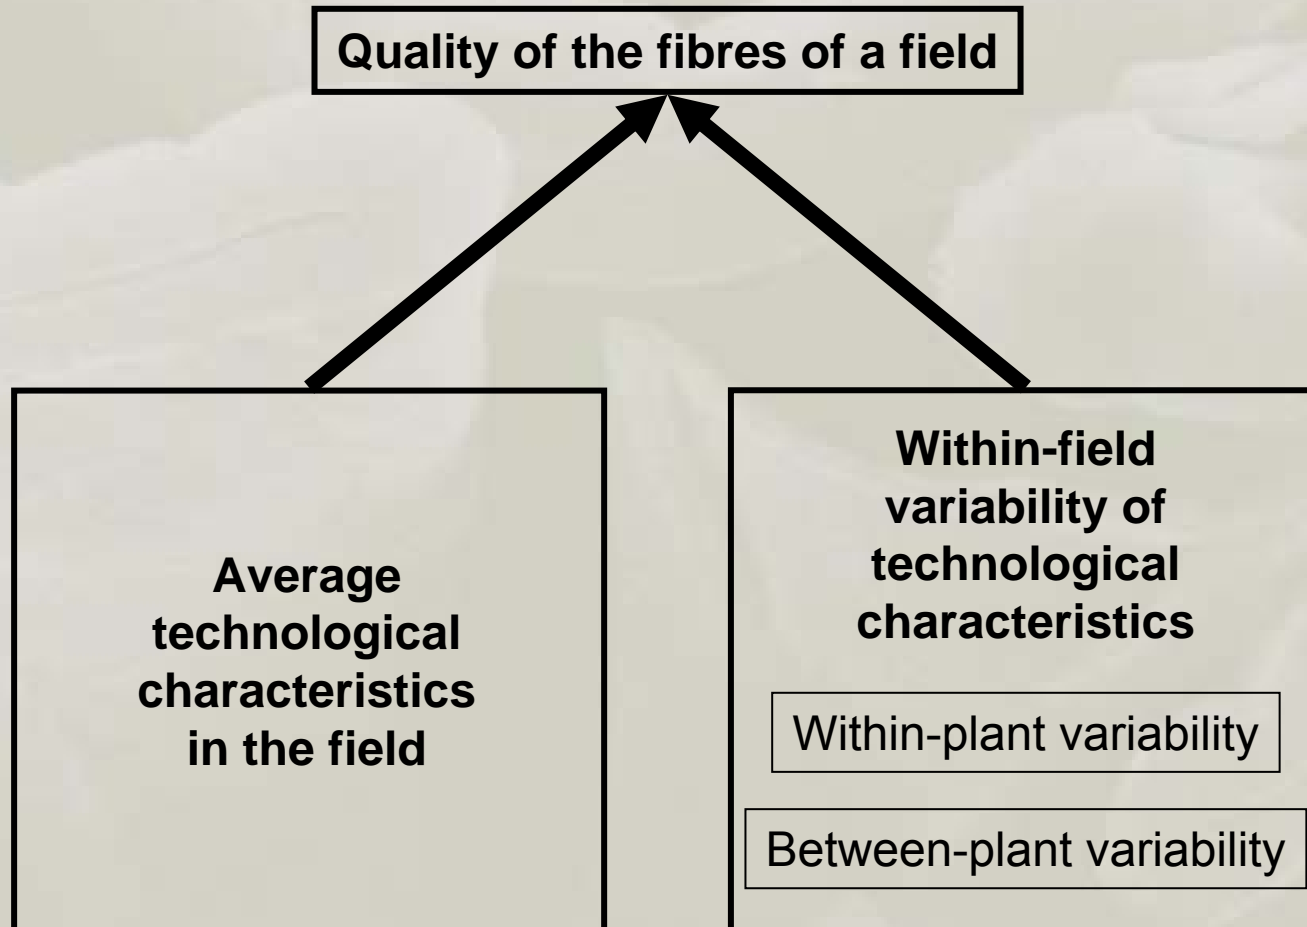 Quality of the fibres of a field
Average
technological
characteristics
in the field
Within-field
variability of
technological
characteristics
Within-plant variability
Between-plant variability